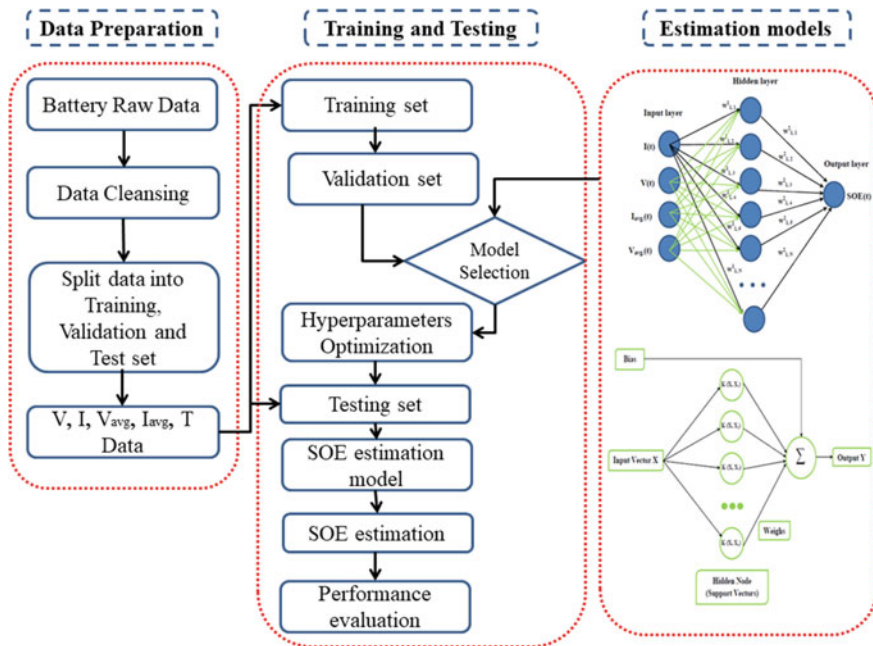 Data Preparation
Battery Raw Data
Data Cleansing
Split data into
Training,
Validation and
Test set
V, I, Vavg, Iavg, T
Data
Training and Testing
Training set
Validation set
Model
Selection
Hyperparameters
Optimization
Testing set
SOE estimation
model
SOE estimation
Performance
evaluation
Estimation models
Hidden layer
Input layer
Output layer
I(t)
V(t)
Iavg(t)
Vavg(t)
SOE(t)
Bias
Input Vector X
Σ
Output Y
Weighs
Hidden Node
(Support Vectors)